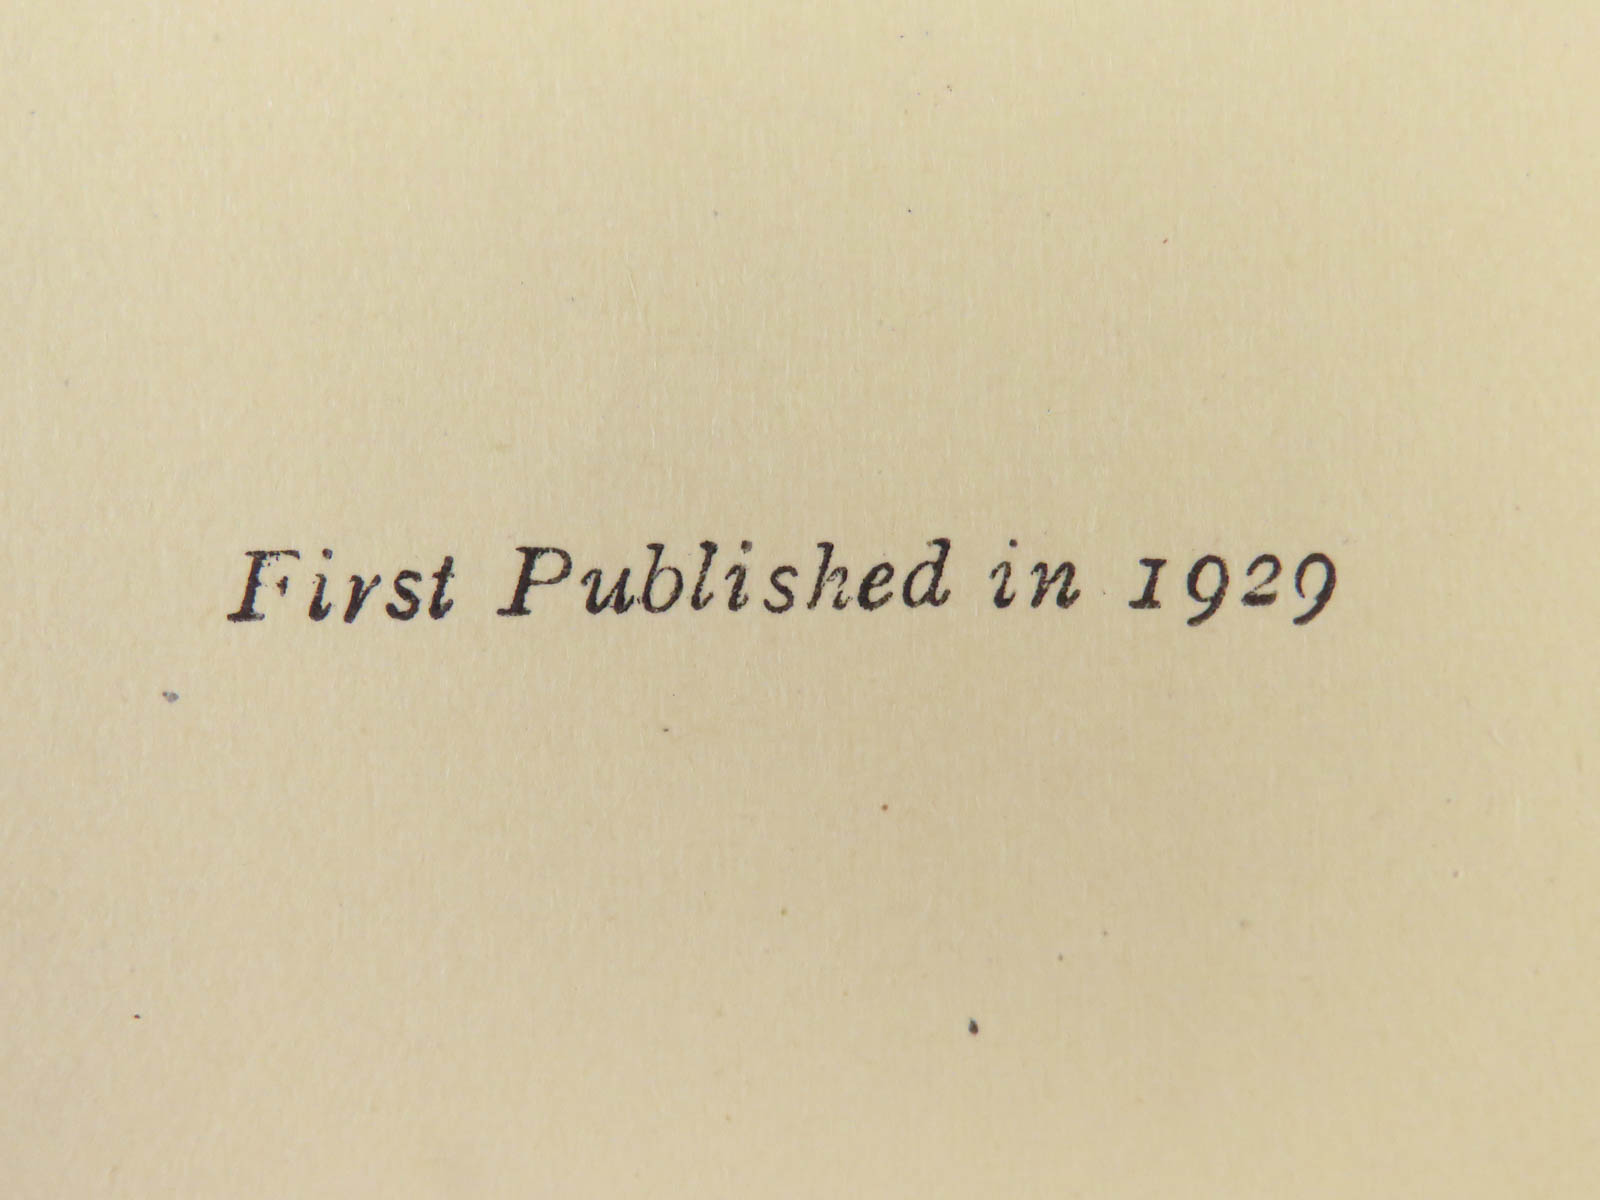 First Published in 1929